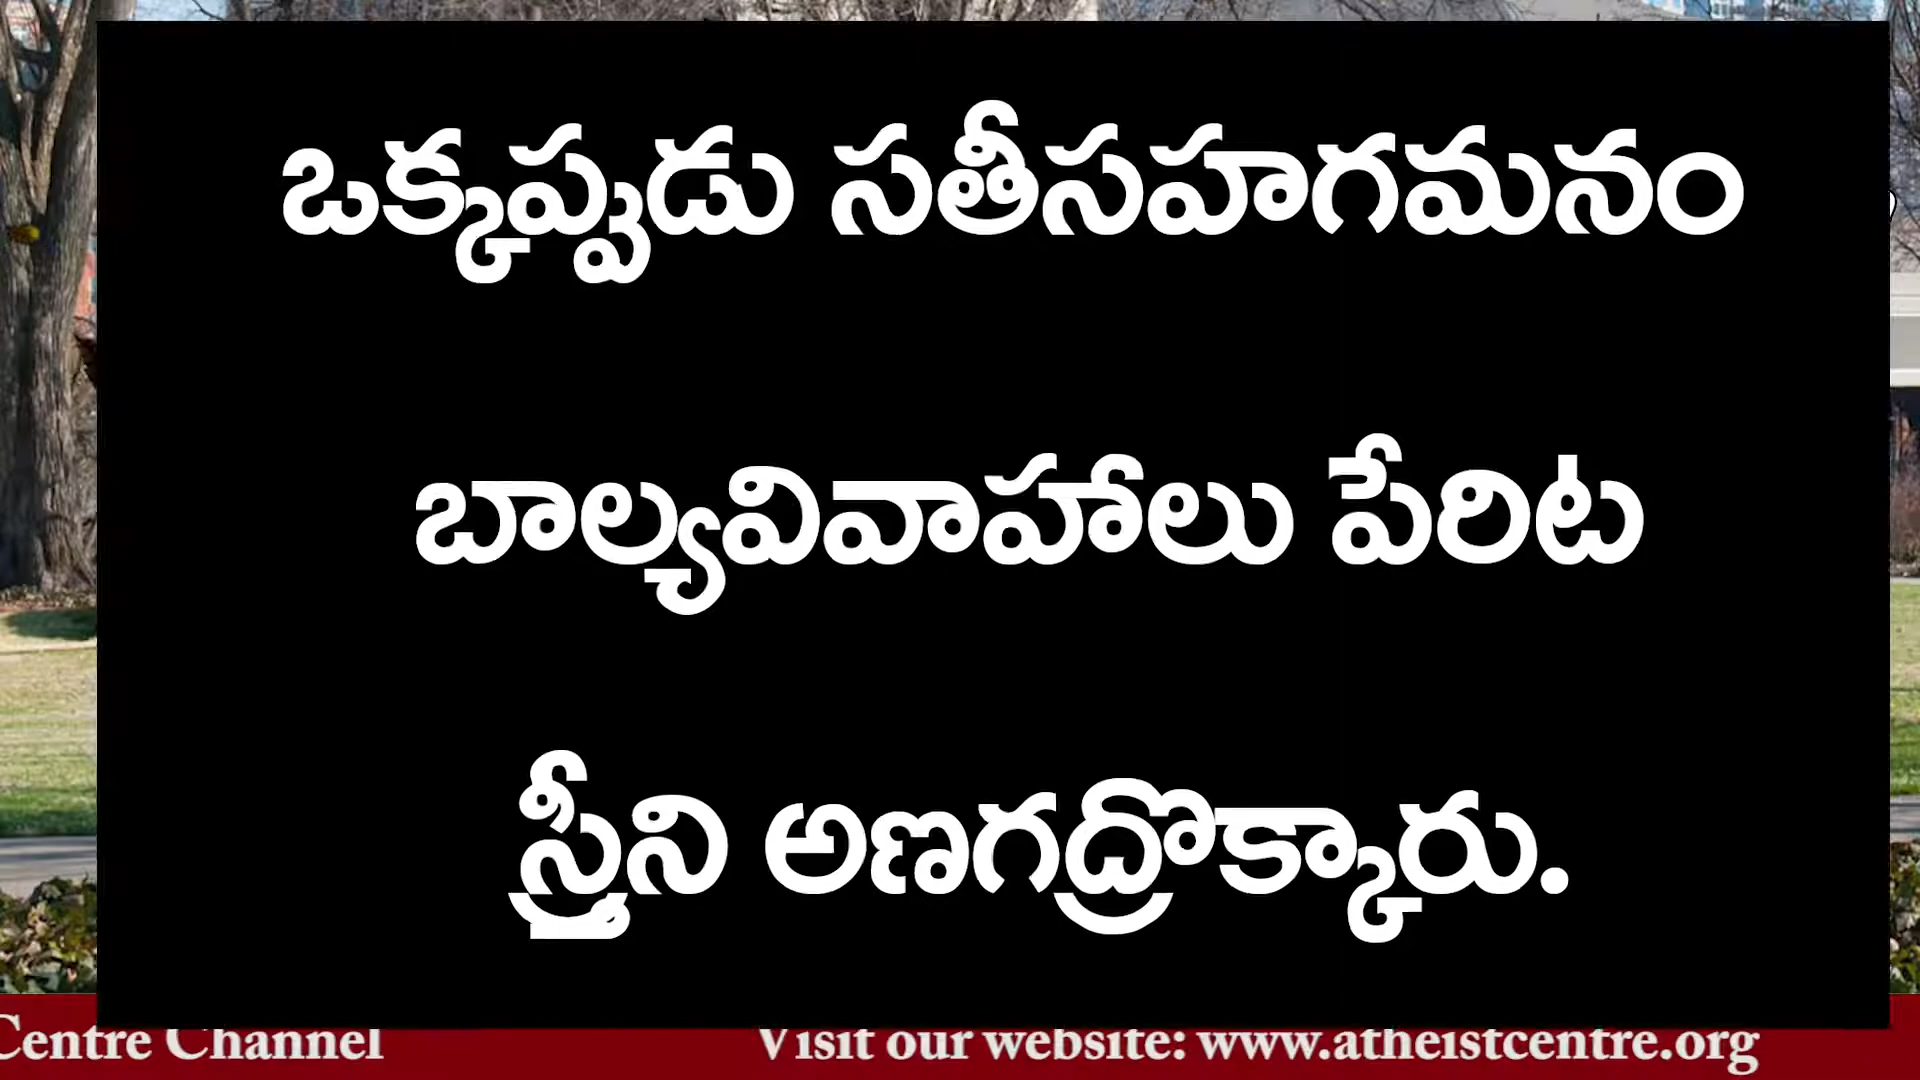 ఒక్కప్పుడు సతీసహగమనం
బాల్యవివాహాలు పేరిట
స్త్రీని అణగద్రొక్కారు.
Centre Channel Visit our website: www.atheistcentre.org